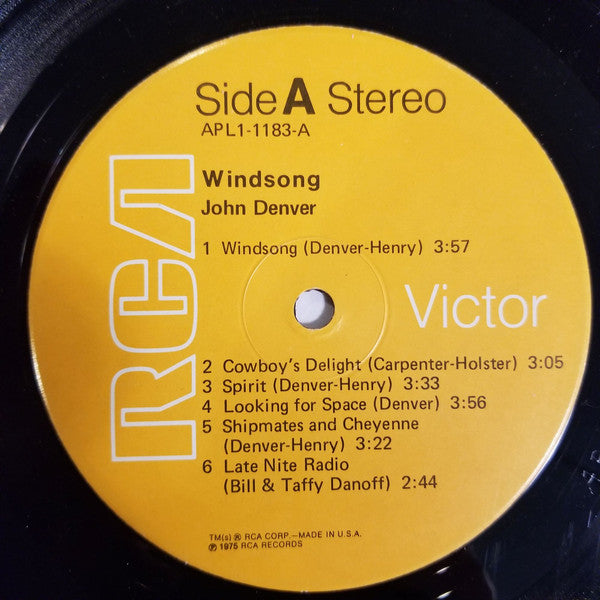 Side A Stereo
APL1-1183-A
Windsong
John Denver
1 Windsong (Denver-Henry) 3:57
RCA
Victor
2 Cowboy's Delight (Carpenter-Holster) 3:05
3 Spirit (Denver-Henry) 3:33
4 Looking for Space (Denver) 3:56
5 Shipmates and Cheyenne
(Denver-Henry) 3:22
6 Late Nite Radio
(Bill & Taffy Danoff) 2:44
TM(s) ® RCA CORP.—MADE IN U.S.A.
℗ 1975 RCA RECORDS